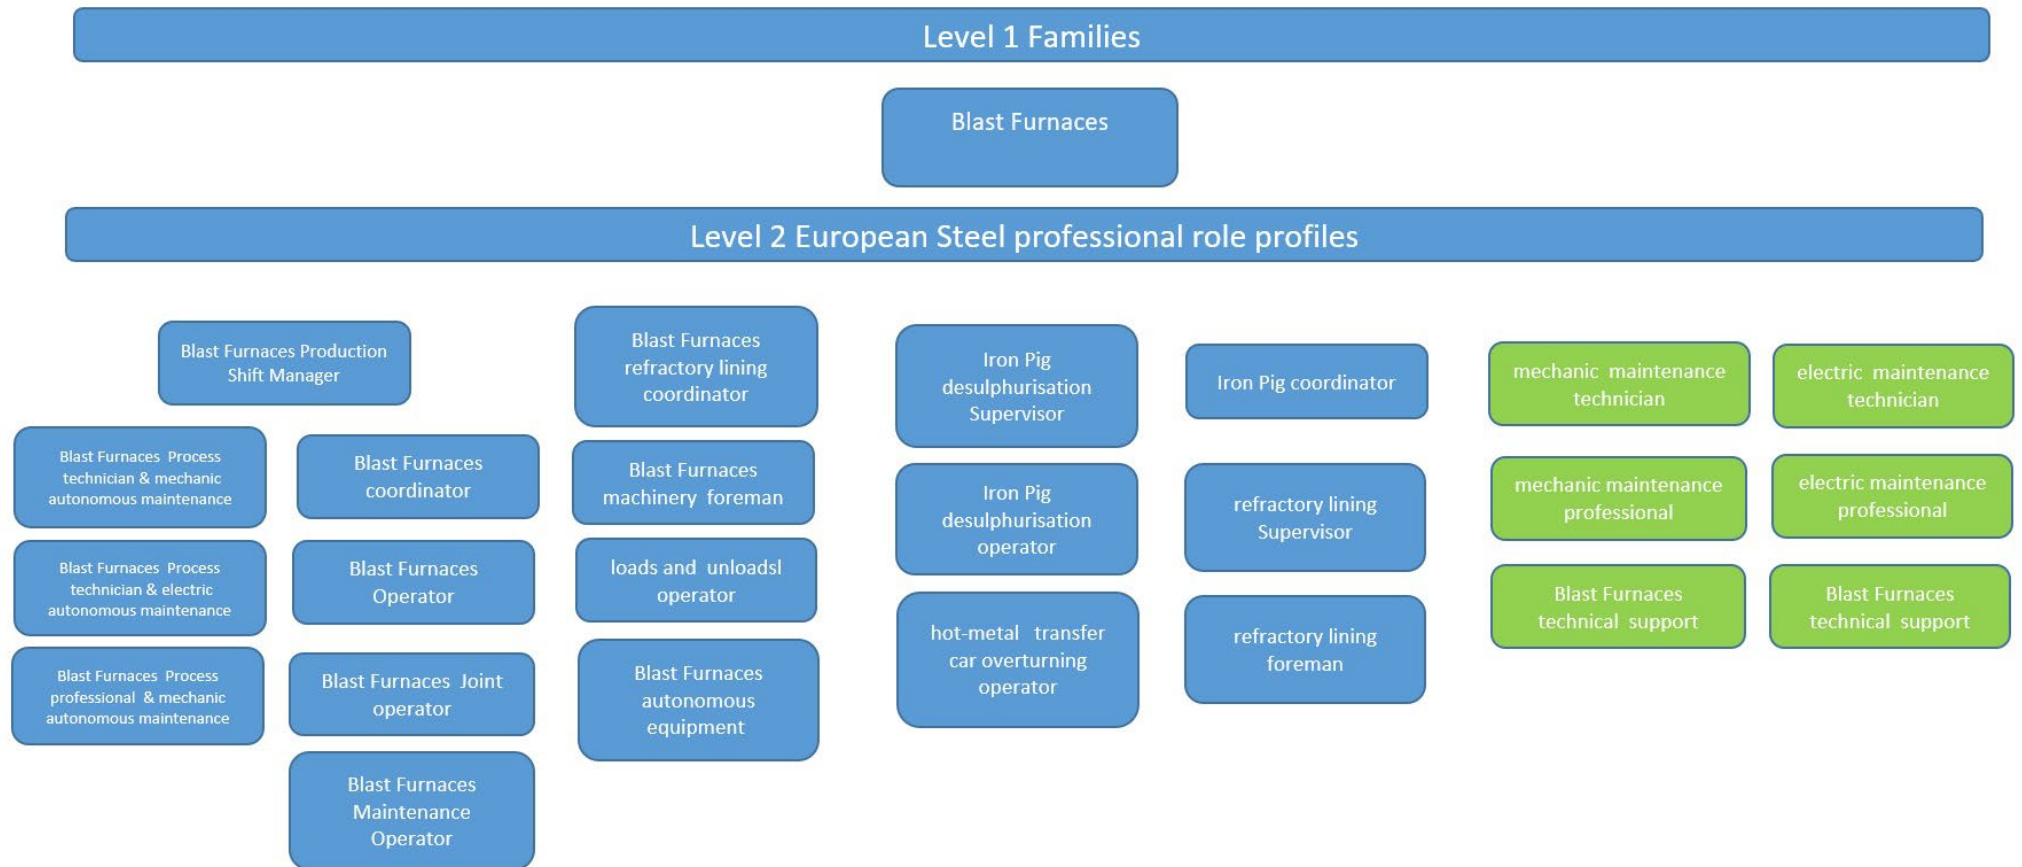 Level 1 Families
Blast Furnaces
Level 2 European Steel professional role profiles
Blast Furnaces Production
Shift Manager
Blast Furnaces Process
technician & mechanic
autonomous maintenance
Blast Furnaces Process
technician & electric
autonomous maintenance
Blast Furnaces Process
professional & mechanic
autonomous maintenance
Blast Furnaces
coordinator
Blast Furnaces
Operator
Blast Furnaces Joint
operator
Blast Furnaces
Maintenance
Operator
Blast Furnaces
refractory lining
coordinator
Blast Furnaces
machinery foreman
loads and unloadsl
operator
Blast Furnaces
autonomous
equipment
Iron Pig
desulphurisation
Supervisor
Iron Pig
desulphurisation
operator
hot-metal transfer
car overturning
operator
Iron Pig coordinator
refractory lining
Supervisor
refractory lining
foreman
mechanic maintenance
technician
mechanic maintenance
professional
Blast Furnaces
technical support
electric maintenance
technician
electric maintenance
professional
Blast Furnaces
technical support